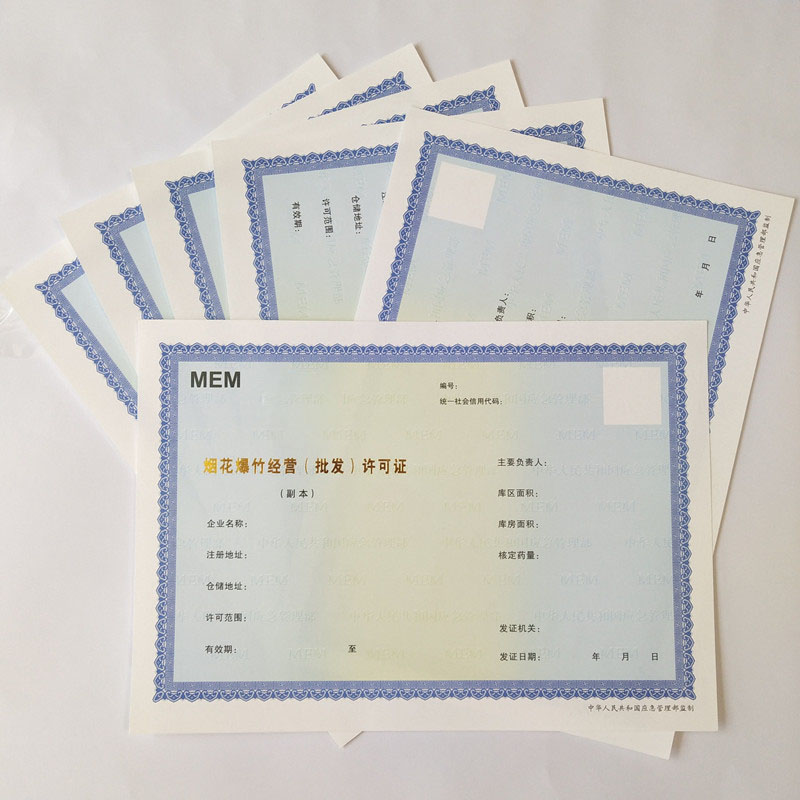 有效期：
许可范围：
仓储地址：
MEM
年 月 日
中华人民共和国应急管理部监制
MEM
编号：
统一社会信用代码：
烟花爆竹经营（批发）许可证
（副本）
主要负责人：
库区面积：
企业名称：
库房面积：
注册地址：
核定药量：
仓储地址：
许可范围：
发证机关：
有效期： 至
发证日期： 年 月 日
中华人民共和国应急管理部监制